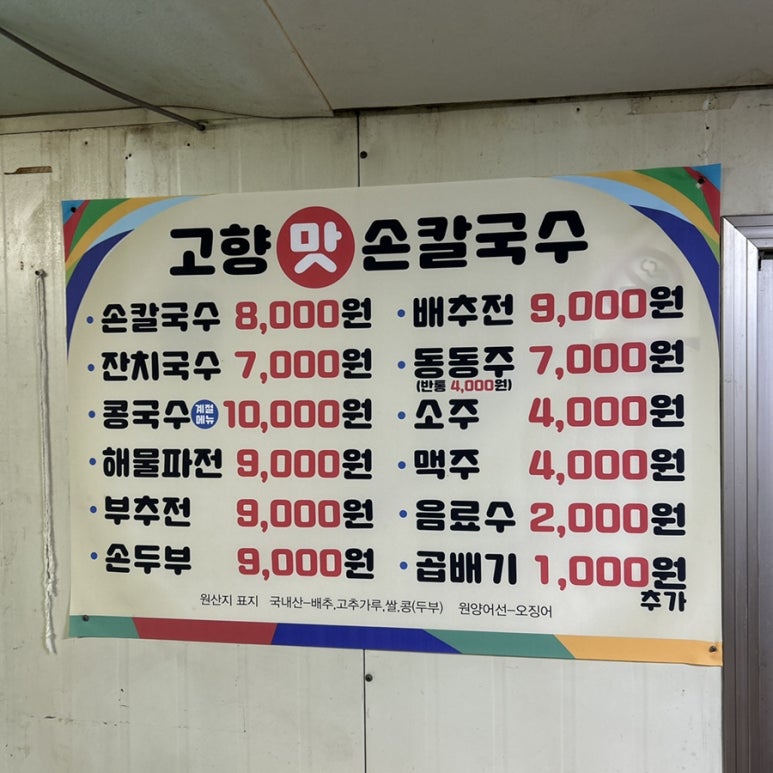 고향 맛 손칼국수
손칼국수 8,000원
잔치국수 7,000원
콩국수 계절 메뉴 10,000원
해물파전 9,000원
부추전 9,000원
손두부 9,000원
배추전 9,000원
동동주 7,000원
(반통 4,000원)
소주 4,000원
맥주 4,000원
음료수 2,000원
곱배기 1,000원
추가
원산지 표지 국내산-배추,고추가루,쌀,콩(두부) 원양어선-오징어